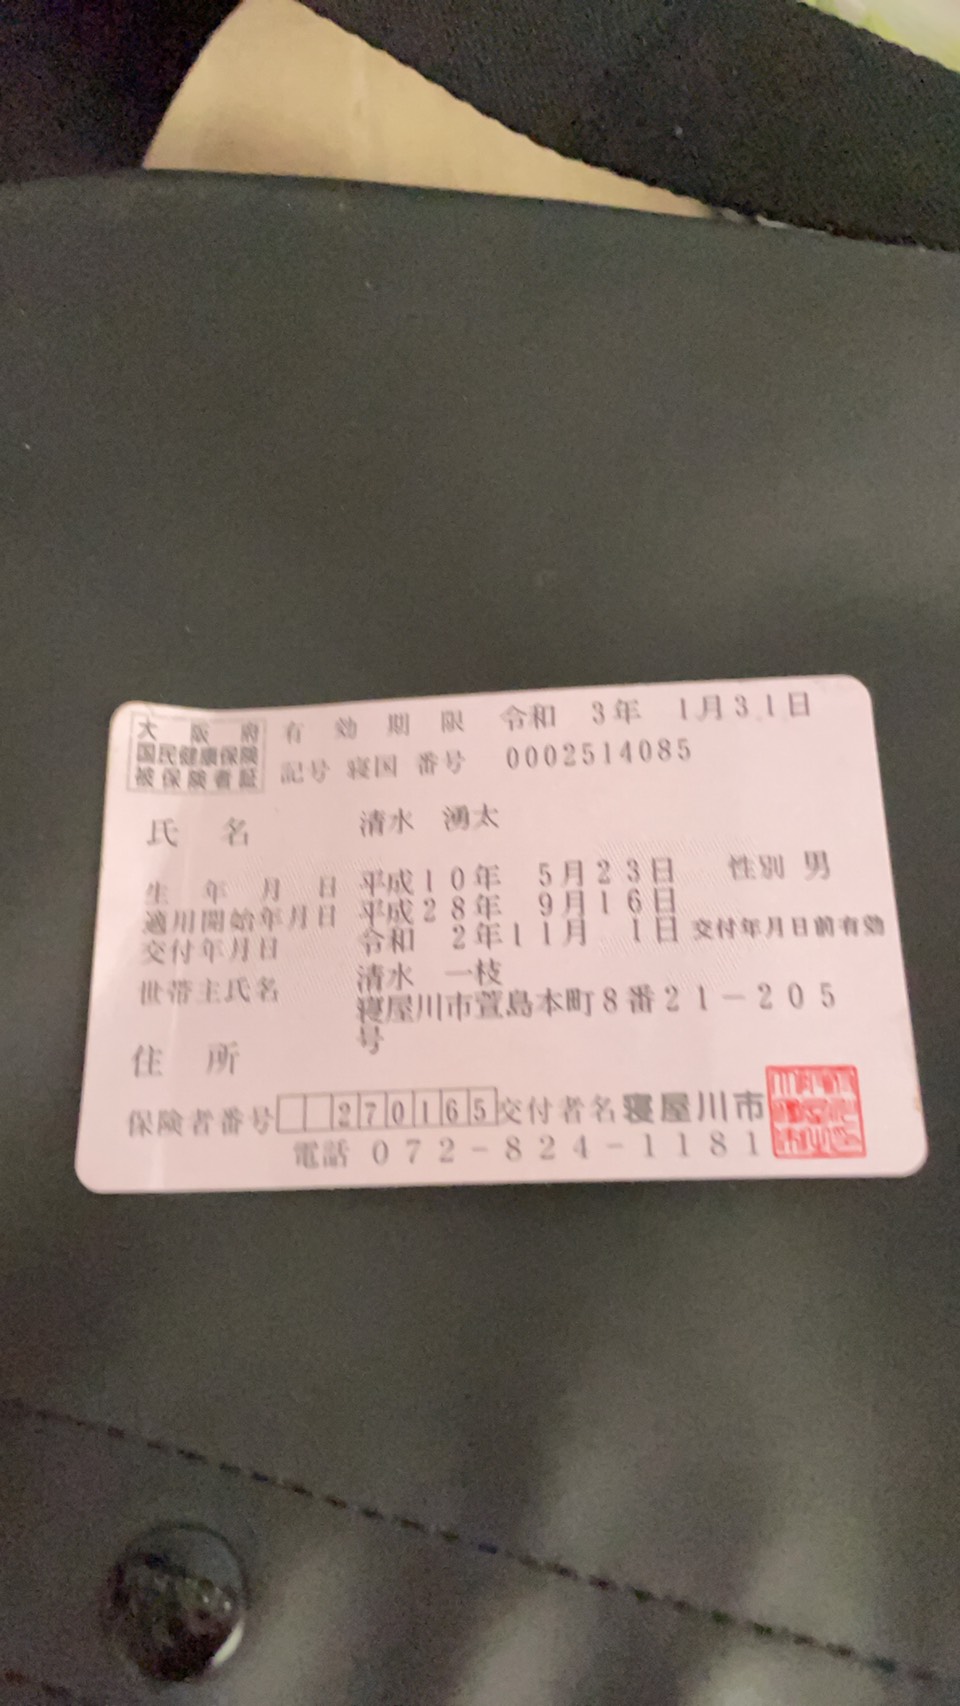 大阪府 有効期限 令和 3年 1月31日
国民健康保険
被保険者証 記号 寝国 番号 0002514085
氏名 清水 湧太
生年月日 平成10年 5月23日 性別 男
適用開始年月日 平成28年 9月16日
交付年月日 令和 2年11月 1日 交付年月日前有効
世帯主氏名 清水 一枝
寝屋川市萱島本町8番21－205
号
住所
保険者番号 270165 交付者名 寝屋川市
電話 072-824-1181